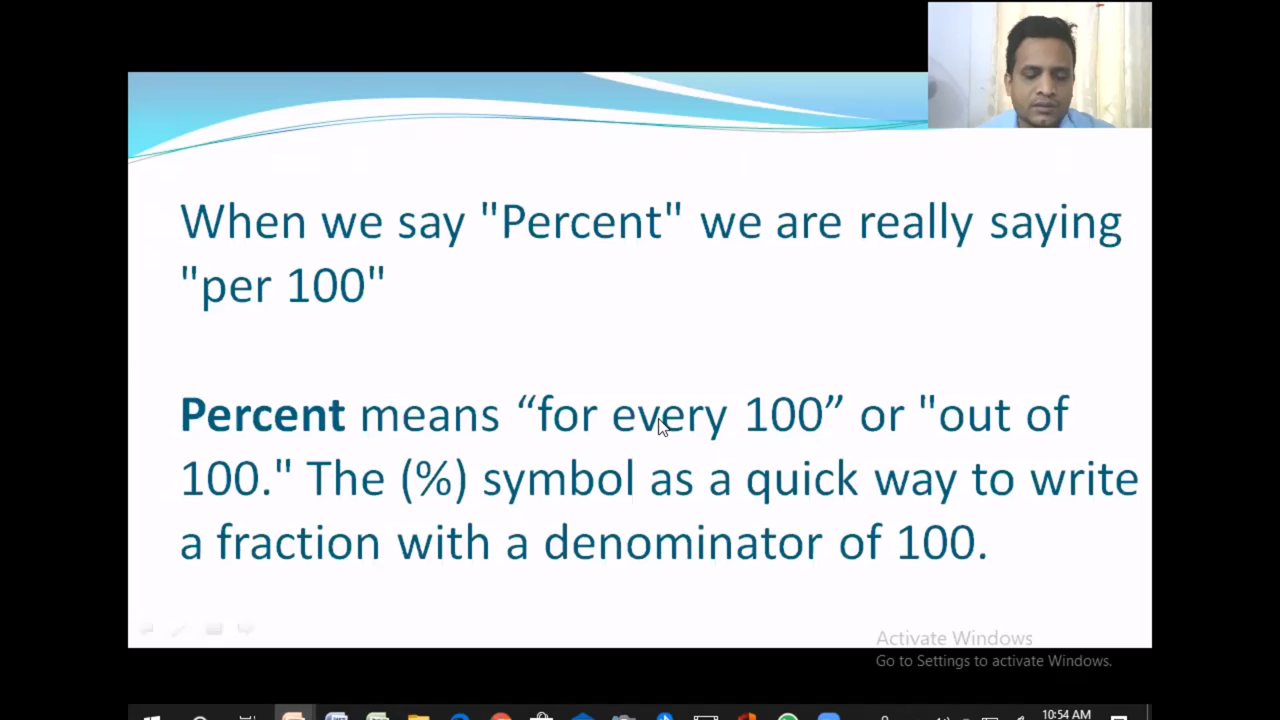 When we say "Percent" we are really saying
"per 100"
Percent means “for every 100” or "out of
100." The (%) symbol as a quick way to write
a fraction with a denominator of 100.
Activate Windows
Go to Settings to activate Windows.
10:54 AM